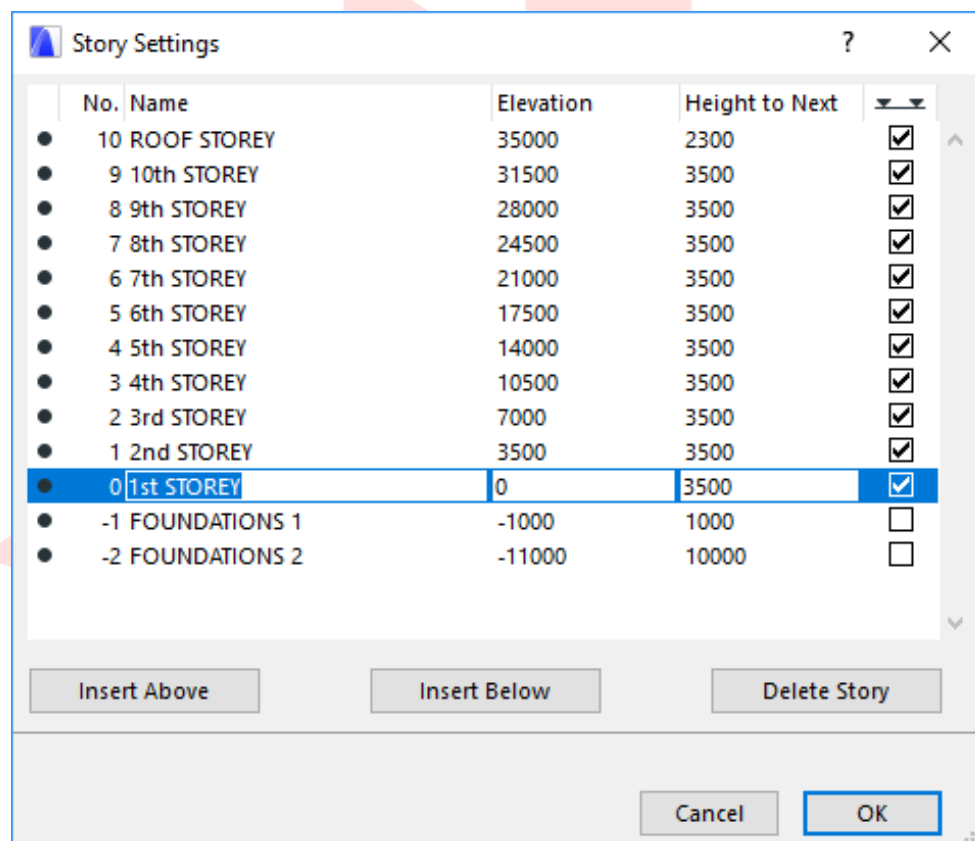 Story Settings ? ×
No. Name Elevation Height to Next
10 ROOF STOREY 35000 2300
9 10th STOREY 31500 3500
8 9th STOREY 28000 3500
7 8th STOREY 24500 3500
6 7th STOREY 21000 3500
5 6th STOREY 17500 3500
4 5th STOREY 14000 3500
3 4th STOREY 10500 3500
2 3rd STOREY 7000 3500
1 2nd STOREY 3500 3500
0 1st STOREY 0 3500
-1 FOUNDATIONS 1 -1000 1000
-2 FOUNDATIONS 2 -11000 10000
Insert Above Insert Below Delete Story
Cancel OK